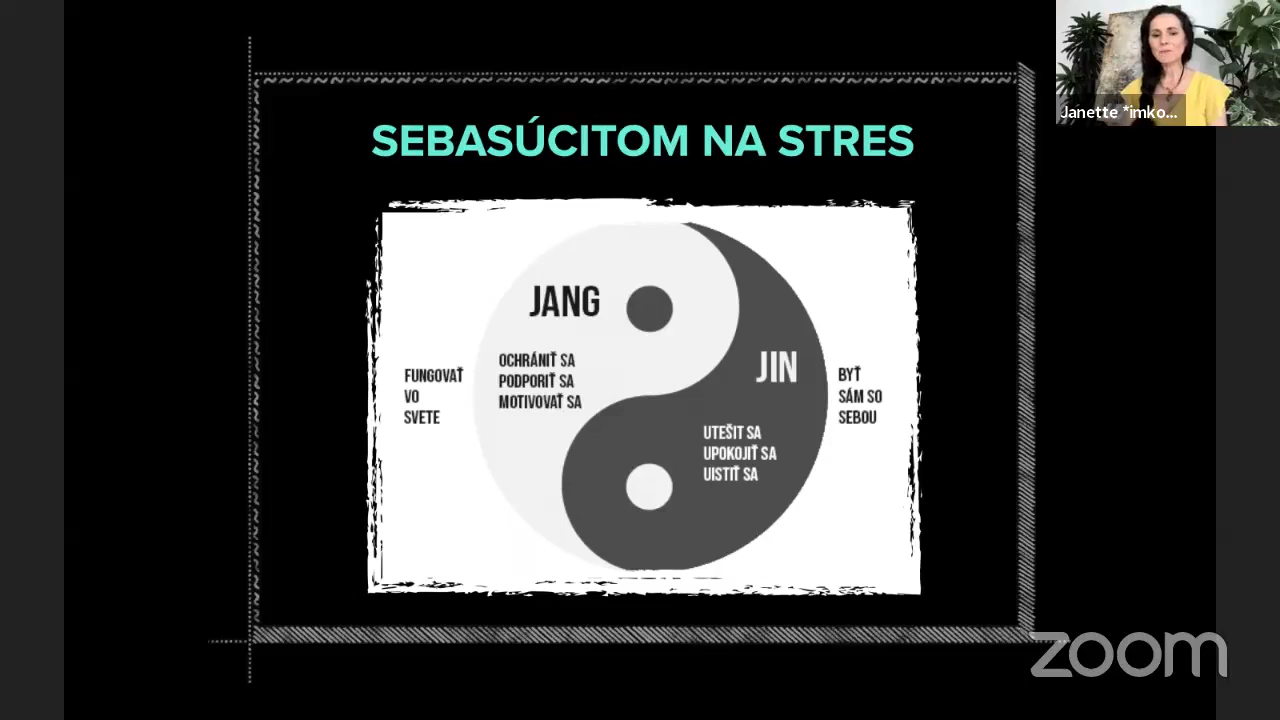 SEBASÚCITOM NA STRES
JANG
OCHRÁNIŤ SA
PODPORIŤ SA
MOTIVOVAŤ SA
FUNGOVAŤ
VO
SVETE
JIN
UTEŠIT SA
UPOKOJIŤ SA
UISTIŤ SA
BYŤ
SÁM SO
SEBOU
Janette *imko...
zoom